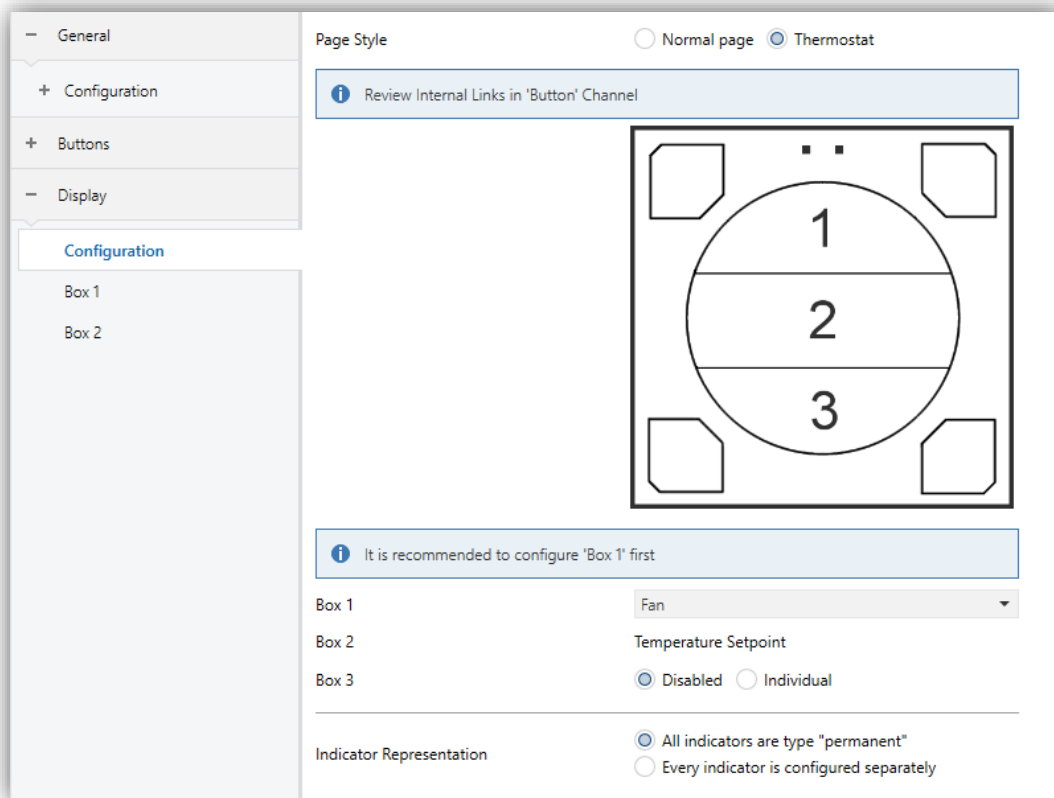 General
Configuration
Buttons
Display
Configuration
Box 1
Box 2
Page Style
Normal page
Thermostat
Review Internal Links in 'Button' Channel
1
2
3
It is recommended to configure 'Box 1' first
Box 1
Fan
Box 2
Temperature Setpoint
Box 3
Disabled
Individual
Indicator Representation
All indicators are type "permanent"
Every indicator is configured separately